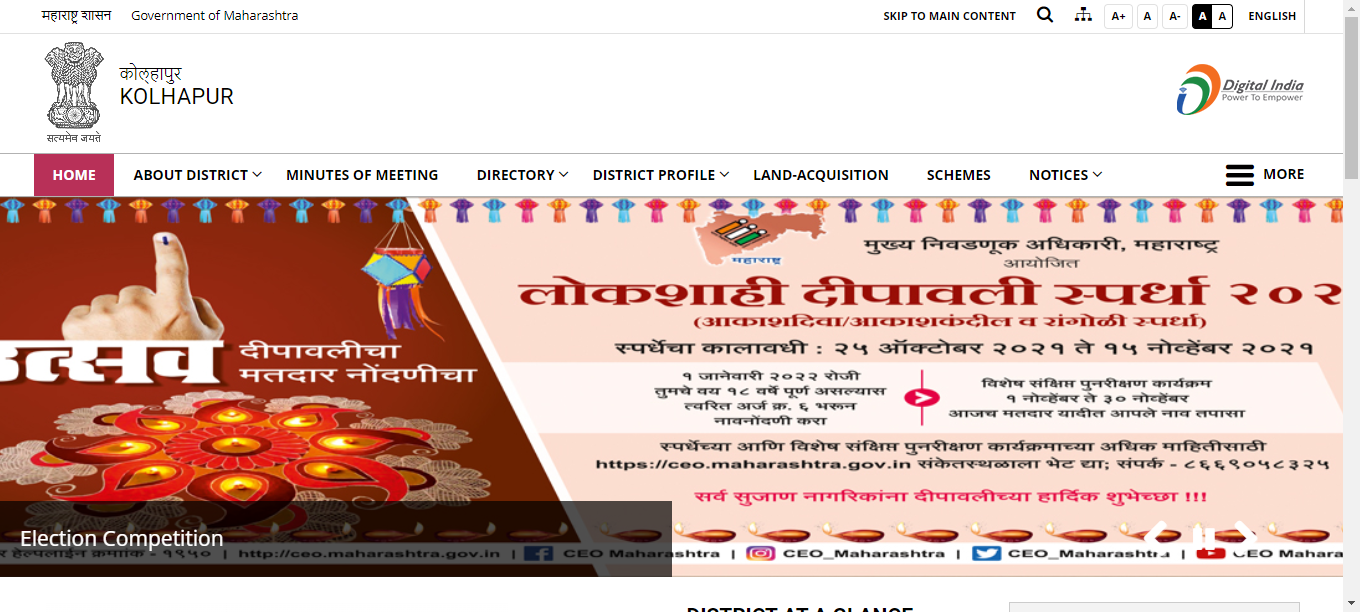 महाराष्ट्र शासन Government of Maharashtra SKIP TO MAIN CONTENT A+ A A- A A ENGLISH
सत्यमेव जयते
कोल्हापुर
KOLHAPUR
Digital India
Power To Empower
HOME ABOUT DISTRICT MINUTES OF MEETING DIRECTORY DISTRICT PROFILE LAND-ACQUISITION SCHEMES NOTICES MORE
महाराष्ट्र
मुख्य निवडणूक अधिकारी, महाराष्ट्र
आयोजित
लोकशाही दीपावली स्पर्धा २०२
(आकाशदिवा/आकाशकंदील व रांगोळी स्पर्धा)
स्पर्धेचा कालावधी : २५ ऑक्टोबर २०२१ ते १५ नोव्हेंबर २०२१
त्सव
दीपावलीचा
मतदार नोंदणीचा
१ जानेवारी २०२२ रोजी
तुमचे वय १८ वर्षे पूर्ण असल्यास
त्वरित अर्ज क्र. ६ भरून
नावनोंदणी करा
विशेष संक्षिप्त पुनरीक्षण कार्यक्रम
१ नोव्हेंबर ते ३० नोव्हेंबर
आजच मतदार यादीत आपले नाव तपासा
स्पर्धेच्या आणि विशेष संक्षिप्त पुनरीक्षण कार्यक्रमाच्या अधिक माहितीसाठी
https://ceo.maharashtra.gov.in संकेतस्थळाला भेट द्या; संपर्क - ८६६९०५८३२५
सर्व सुजाण नागरिकांना दीपावलीच्या हार्दिक शुभेच्छा !!!
Election Competition
र हेल्पलाईन क्रमांक - १९५० | http://ceo.maharashtra.gov.in | CEO Maharashtra | CEO_Maharashtra | CEO_Maharashtra | CEO Mahara
DISTRICT AT A GLANCE